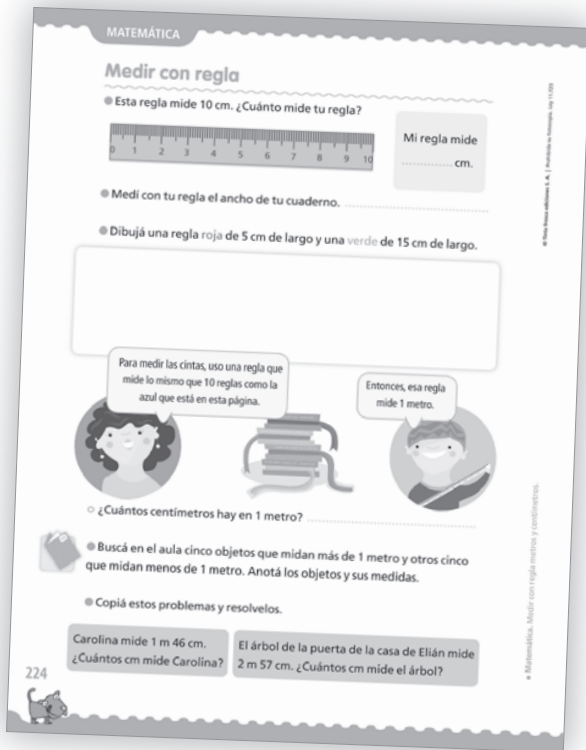 MATEMÁTICA
Medir con regla
Esta regla mide 10 cm. ¿Cuánto mide tu regla?
0 1 2 3 4 5 6 7 8 9 10
Mi regla mide
............... cm.
Medí con tu regla el ancho de tu cuaderno.
Dibujá una regla roja de 5 cm de largo y una verde de 15 cm de largo.
Para medir las cintas, uso una regla que
mide lo mismo que 10 reglas como la
azul que está en esta página.
Entonces, esa regla
mide 1 metro.
¿Cuántos centímetros hay en 1 metro?
Buscá en el aula cinco objetos que midan más de 1 metro y otros cinco
que midan menos de 1 metro. Anotá los objetos y sus medidas.
Copiá estos problemas y resolvelos.
Carolina mide 1 m 46 cm.
¿Cuántos cm mide Carolina?
El árbol de la puerta de la casa de Elián mide
2 m 57 cm. ¿Cuántos cm mide el árbol?
224
Matemática. Medir con regla metros y centímetros.